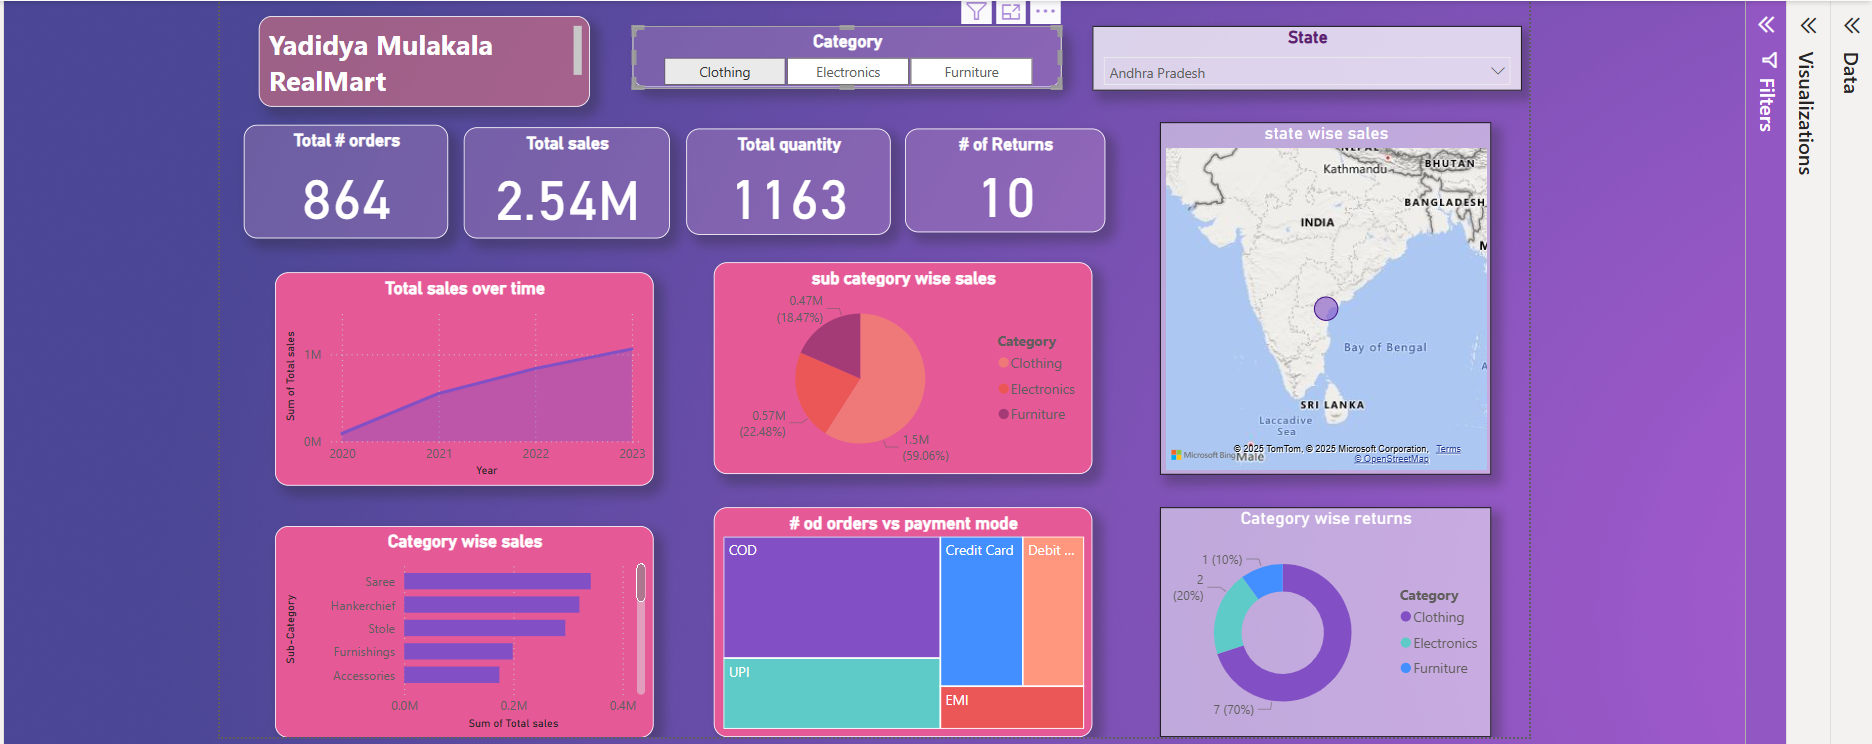 Yadidya Mulakala
RealMart
Category
Clothing
Electronics
Furniture
State
Andhra Pradesh
Filters
Visualizations
Data
Total # orders
864
Total sales
2.54M
Total quantity
1163
# of Returns
10
state wise sales
NEPAL
Kathmandu
BHUTAN
BANGLADESH
INDIA
M
Bay of Bengal
A
SRI LANKA
Laccadive
Sea
Male
Microsoft Bing
© 2025 TomTom, © 2025 Microsoft Corporation, Terms
© OpenStreetMap
Total sales over time
Sum of Total sales
1M
0M
2020
2021
2022
2023
Year
sub category wise sales
0.47M
(18.47%)
0.57M
(22.48%)
1.5M
(59.06%)
Category
Clothing
Electronics
Furniture
Category wise sales
Sub-Category
Saree
Hankerchief
Stole
Furnishings
Accessories
0.0M
0.2M
0.4M
Sum of Total sales
# od orders vs payment mode
COD
Credit Card
Debit ...
UPI
EMI
Category wise returns
1 (10%)
2
(20%)
7 (70%)
Category
Clothing
Electronics
Furniture